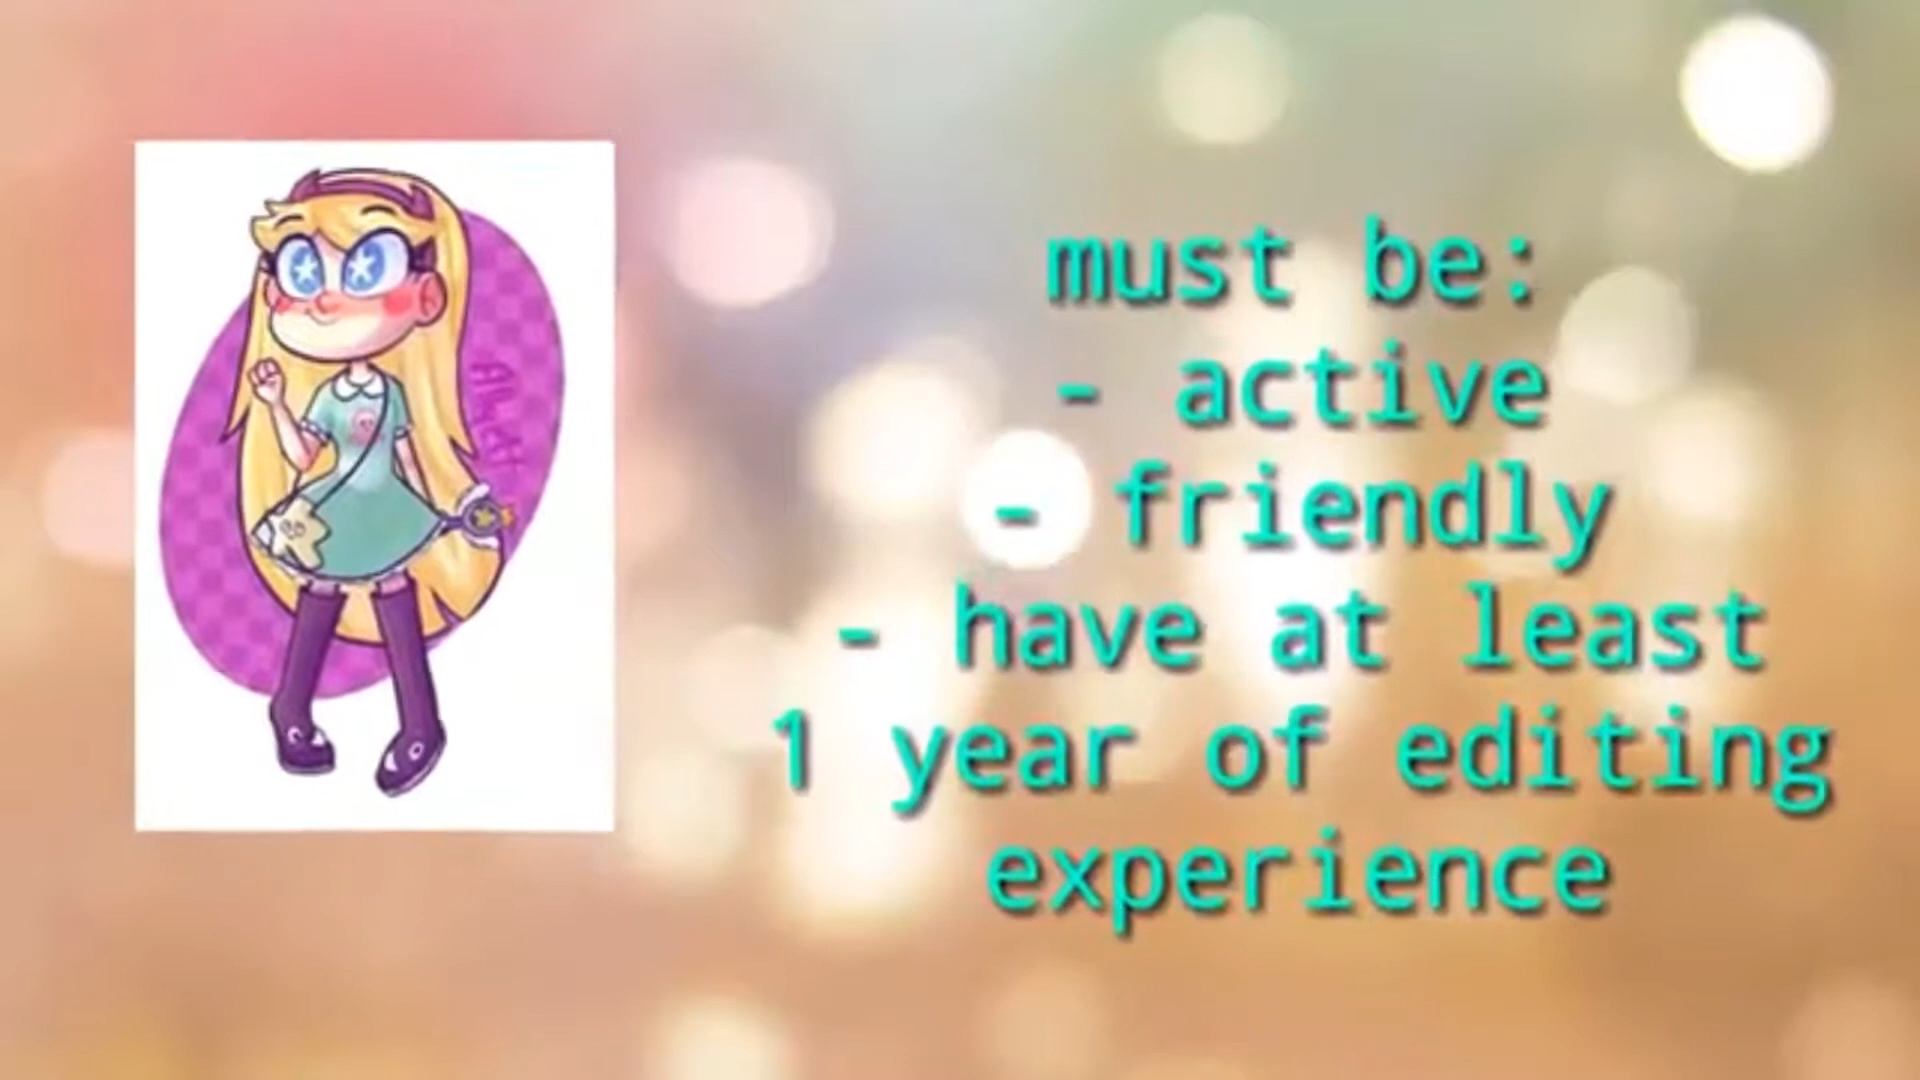 must be:
- active
- friendly
- have at least
1 year of editing
experience